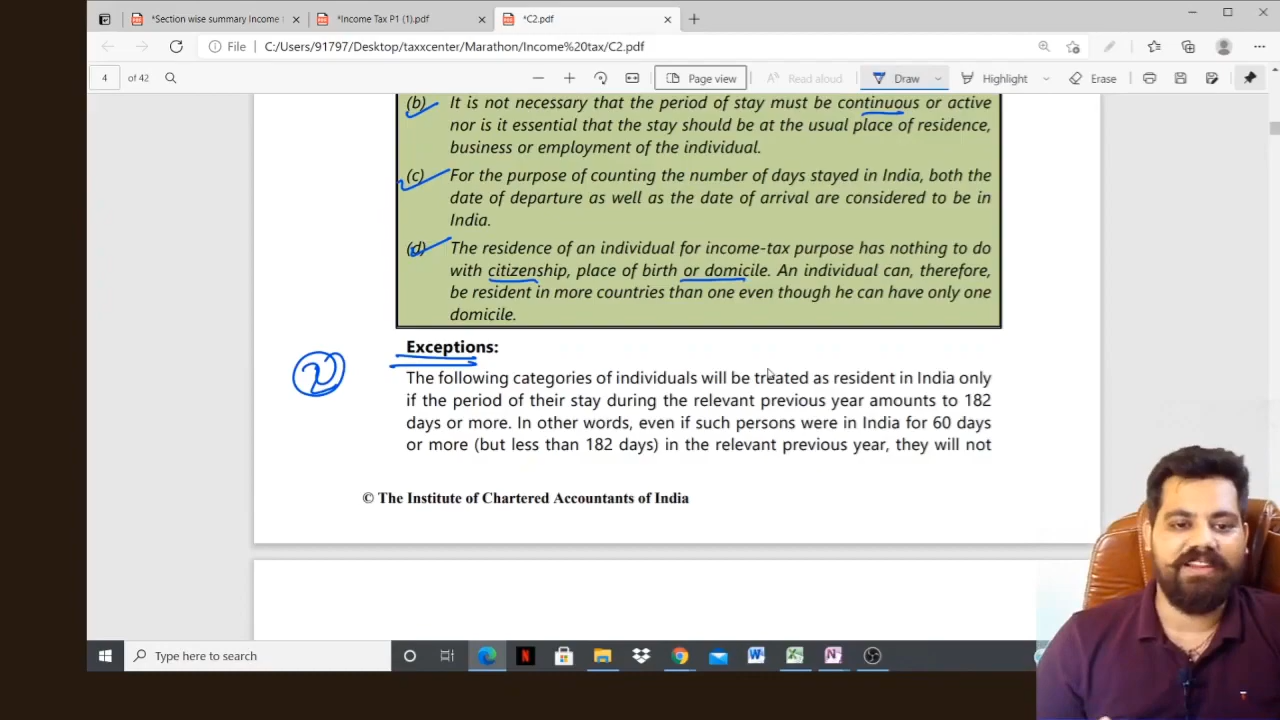 *Section wise summary Income
*Income Tax P1 (1).pdf
*C2.pdf
File
C:/Users/91797/Desktop/taxxcenter/Marathon/Income%20tax/C2.pdf
4 of 42
Page view
Read aloud
Draw
Highlight
Erase
(b) It is not necessary that the period of stay must be continuous or active
nor is it essential that the stay should be at the usual place of residence,
business or employment of the individual.
(c) For the purpose of counting the number of days stayed in India, both the
date of departure as well as the date of arrival are considered to be in
India.
(d) The residence of an individual for income-tax purpose has nothing to do
with citizenship, place of birth or domicile. An individual can, therefore,
be resident in more countries than one even though he can have only one
domicile.
Exceptions:
The following categories of individuals will be treated as resident in India only
if the period of their stay during the relevant previous year amounts to 182
days or more. In other words, even if such persons were in India for 60 days
or more (but less than 182 days) in the relevant previous year, they will not
© The Institute of Chartered Accountants of India
Type here to search